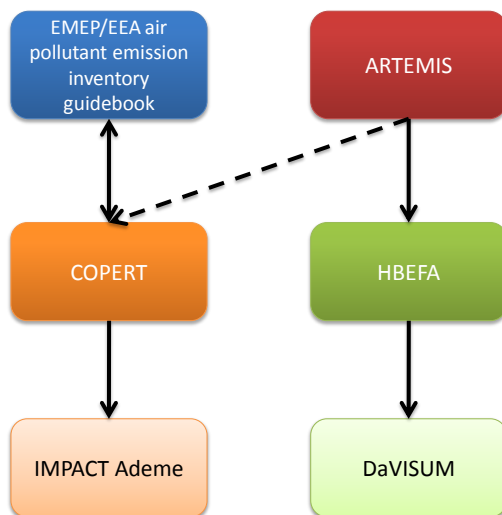 EMEP/EEA air
pollutant emission
inventory
guidebook
ARTEMIS
COPERT
HBEFA
IMPACT Ademe
DaVISUM